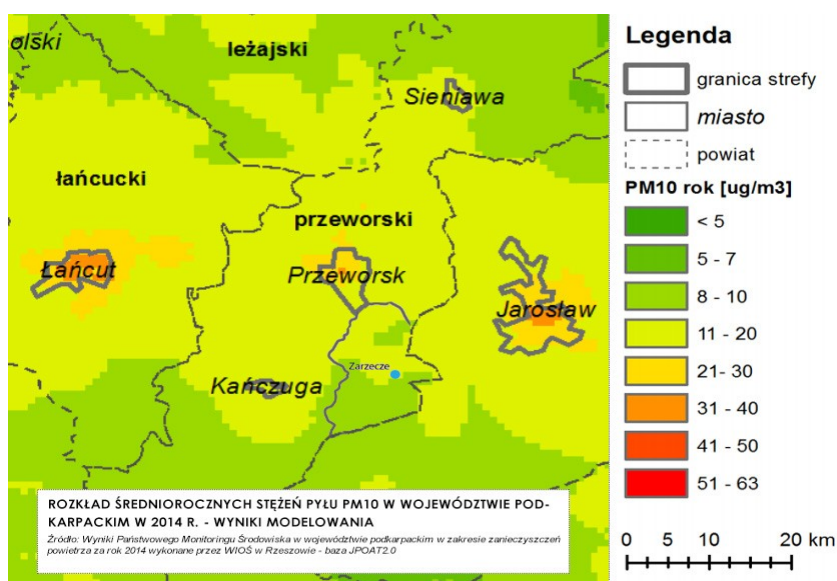 olski
leżajski
Sieniawa
łańcucki
przeworski
Łańcut
Przeworsk
Jarosław
Zarzecze
Kańczuga
ROZKŁAD ŚREDNIOROCZNYCH STĘŻEŃ PYŁU PM10 W WOJEWÓDZTWIE POD-
KARPACKIM W 2014 R. - WYNIKI MODELOWANIA
Źródło: Wyniki Państwowego Monitoringu Środowiska w województwie podkarpackim w zakresie zanieczyszczeń
powietrza za rok 2014 wykonane przez WIOŚ w Rzeszowie - baza JPOAT2.0
Legenda
granica strefy
miasto
powiat
PM10 rok [ug/m3]
< 5
5 - 7
8 - 10
11 - 20
21- 30
31 - 40
41 - 50
51 - 63
0 5 10 20 km